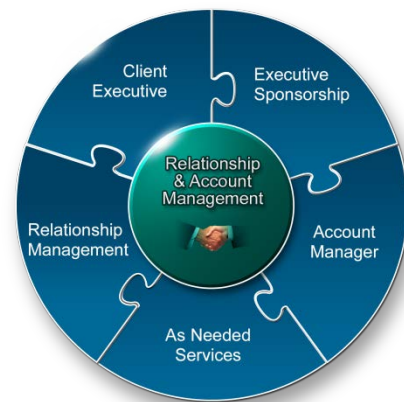 Client
Executive
Executive
Sponsorship
Relationship
& Account
Management
Relationship
Management
Account
Manager
As Needed
Services